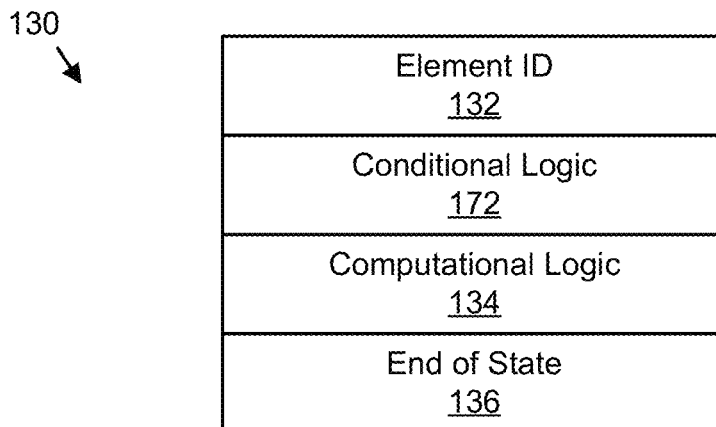 130
Element ID
132
Conditional Logic
172
Computational Logic
134
End of State
136